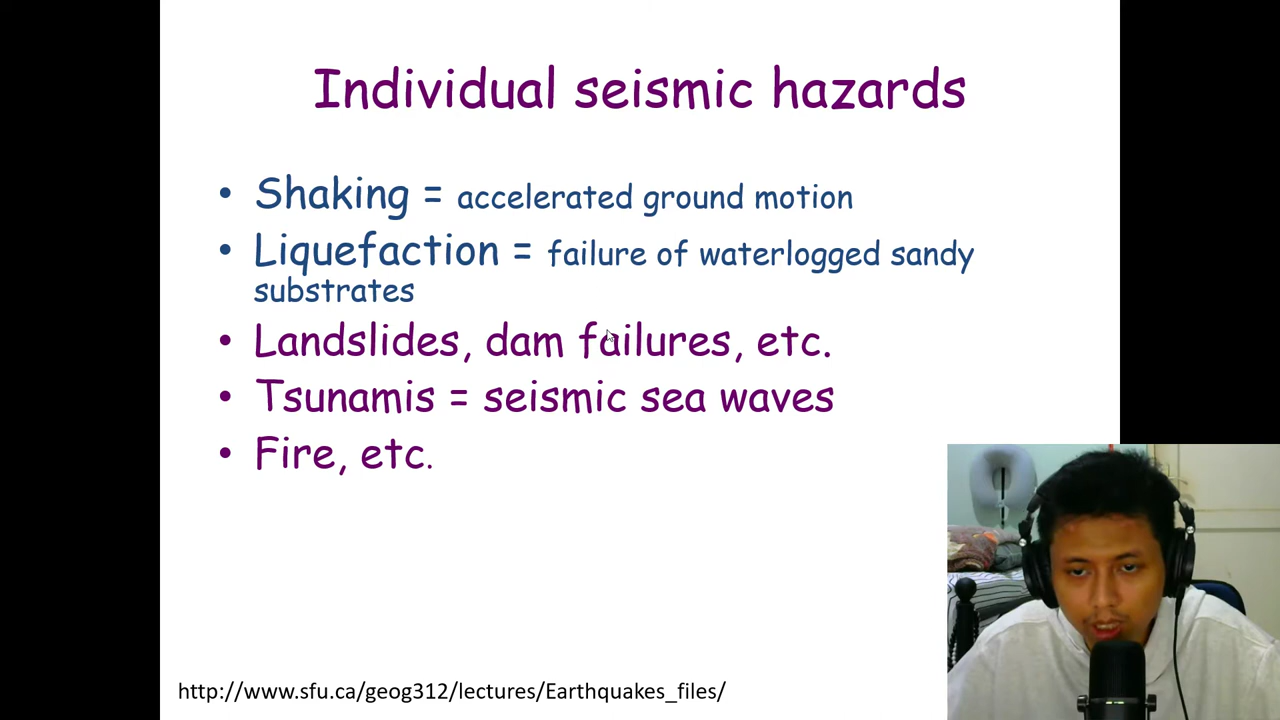 Individual seismic hazards
• Shaking = accelerated ground motion
• Liquefaction = failure of waterlogged sandy
substrates
• Landslides, dam failures, etc.
• Tsunamis = seismic sea waves
• Fire, etc.
http://www.sfu.ca/geog312/lectures/Earthquakes_files/